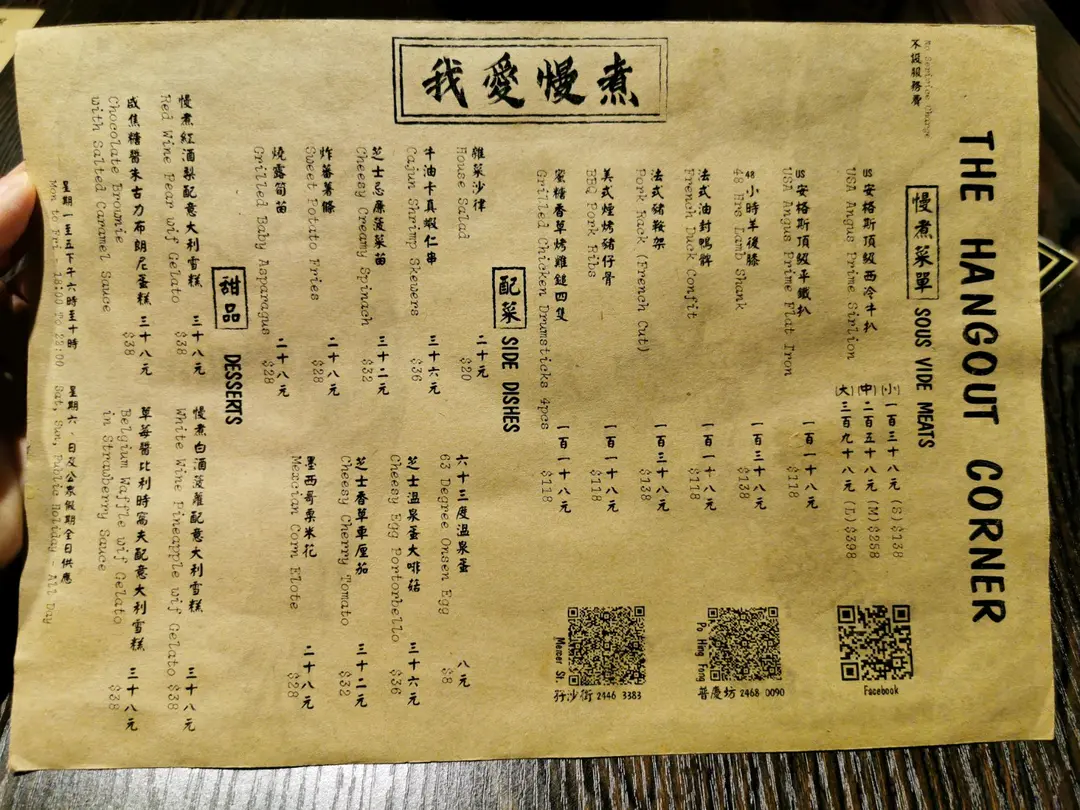 THE HANGOUT CORNER
No Service Charge
不設服務費
我愛慢煮
慢煮菜單 SOUS VIDE MEATS
US 安格斯頂級西冷牛扒
USA Angus Prime Sirlion
(小) 一百三十八元 (S) $138
(中) 二百五十八元 (M) $258
(大) 三百九十八元 (L) $398
US 安格斯頂級平鐵扒 一百一十八元
USA Angus Prime Flat Iron $118
48 小時羊後膝 一百三十八元
48 Hrs Lamb Shank $138
法式油封鴨髀 一百一十八元
French Duck Confit $118
法式豬鞍架 一百三十八元
Pork Rack (French Cut) $138
美式煙烤豬仔骨 一百一十八元
BBQ Pork Ribs $118
蜜糖香草烤雞鎚四隻 一百一十八元
Grilled Chicken Drumsticks 4pcs $118
Facebook
Po Hing Fong
普慶坊 2468 0090
Mercer St.
孖沙街 2446 3383
配菜 SIDE DISHES
雜菜沙律 二十元
House Salad $20
牛油卡真蝦仁串 三十六元
Cajun Shrimp Skewers $36
芝士忌廉菠菜苗 三十二元
Cheesy Creamy Spinach $32
炸蕃薯條 二十八元
Sweet Potato Fries $28
燒露筍苗 二十八元
Grilled Baby Asparagus $28
六十三度溫泉蛋 八元
63 Degree Onsen Egg $8
芝士溫泉蛋大啡菇 三十六元
Cheesy Egg Portorbello $36
芝士香草車厘茄 三十二元
Cheesy Cherry Tomato $32
墨西哥粟米花 二十八元
Mexcian Corn Elote $28
甜品 DESSERTS
慢煮紅酒梨配意大利雪糕 三十八元
Red Wine Pear wif Gelato $38
咸焦糖醬朱古力布朗尼蛋糕 三十八元
Chocolate Brownie $38
with Salted Caramel Sauce
慢煮白酒菠蘿配意大利雪糕 三十八元
White Wine Pineapple wif Gelato $38
草莓醬比利時窩夫配意大利雪糕 三十八元
Belgium Waffle wif Gelato $38
in Strawberry Sauce
星期一至五下午六時至十時 星期六、日及公眾假期全日供應
Mon to Fri - 18:00 To 22:00 Sat, Sun, Public Holiday - All Day